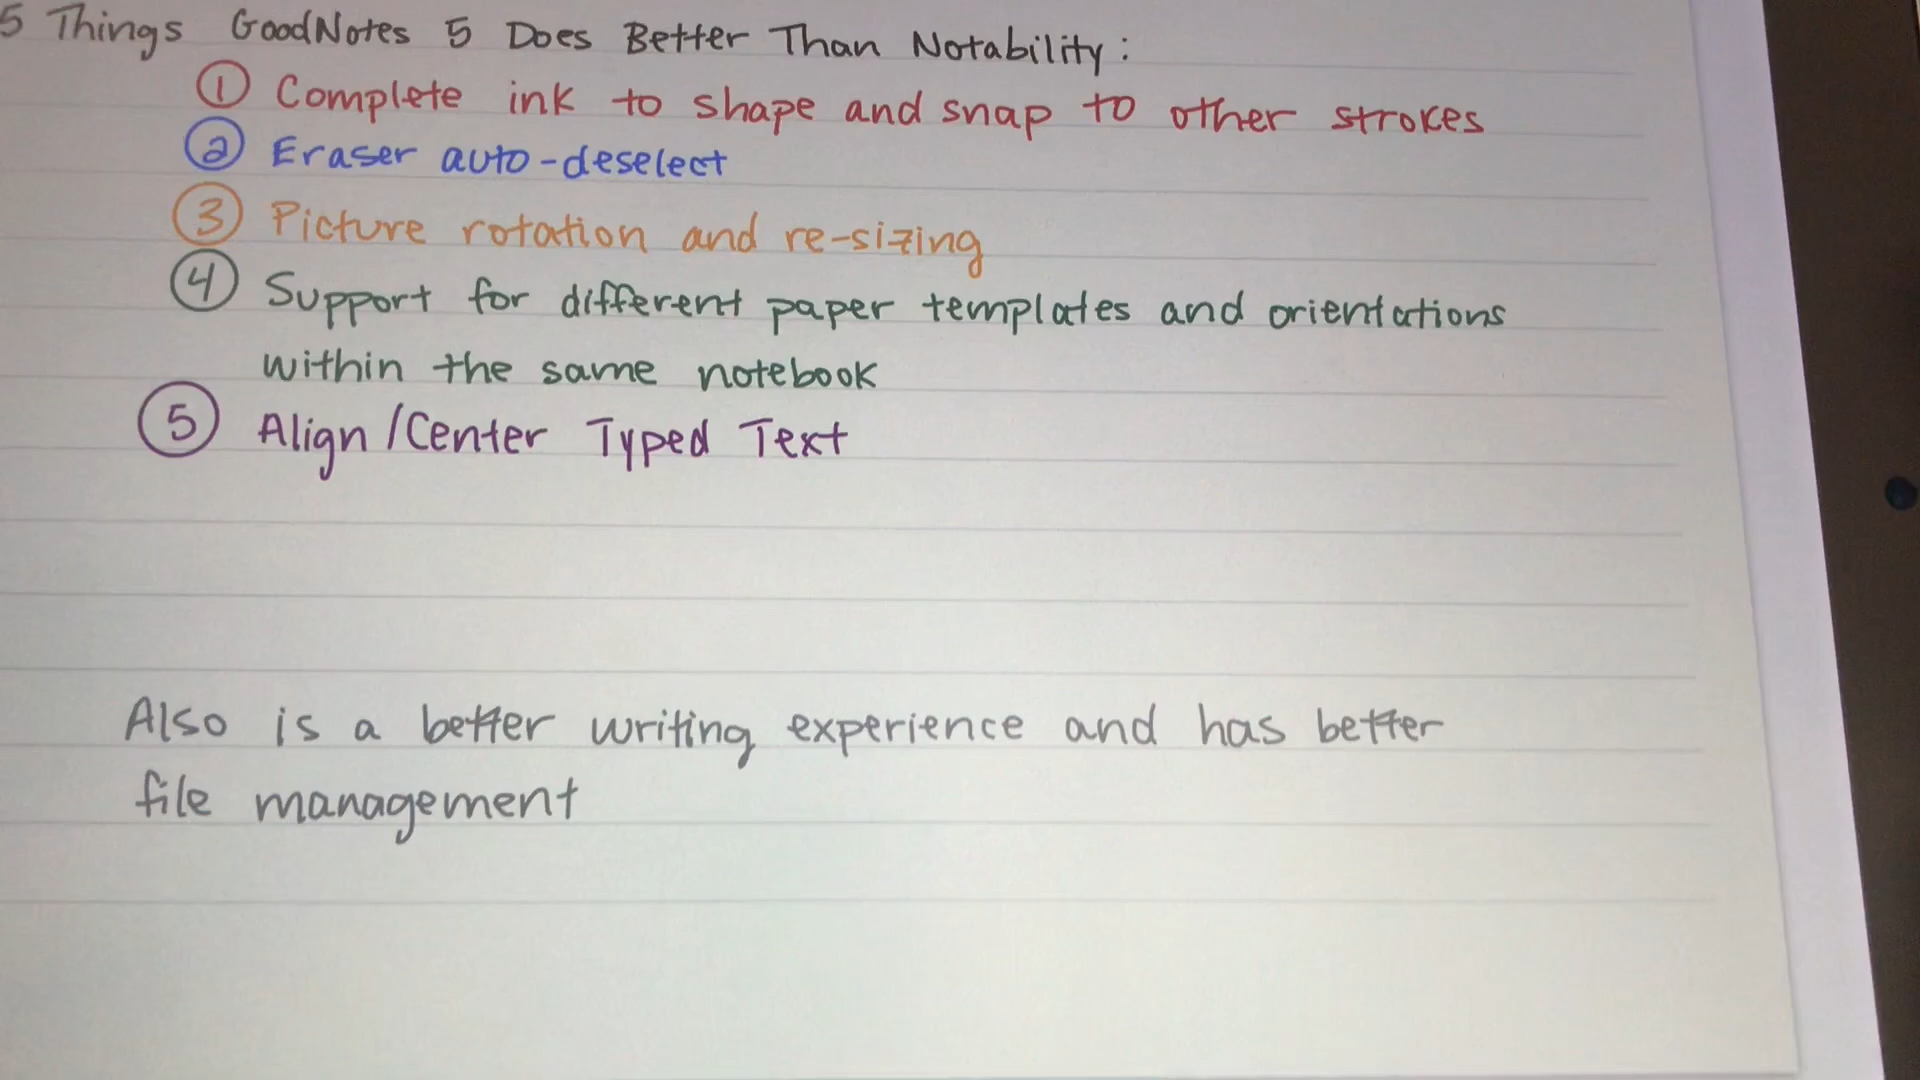 5 Things GoodNotes 5 Does Better Than Notability:
① Complete ink to shape and snap to other strokes
② Eraser auto-deselect
③ Picture rotation and re-sizing
④ Support for different paper templates and orientations
within the same notebook
⑤ Align/Center Typed Text
Also is a better writing experience and has better
file management